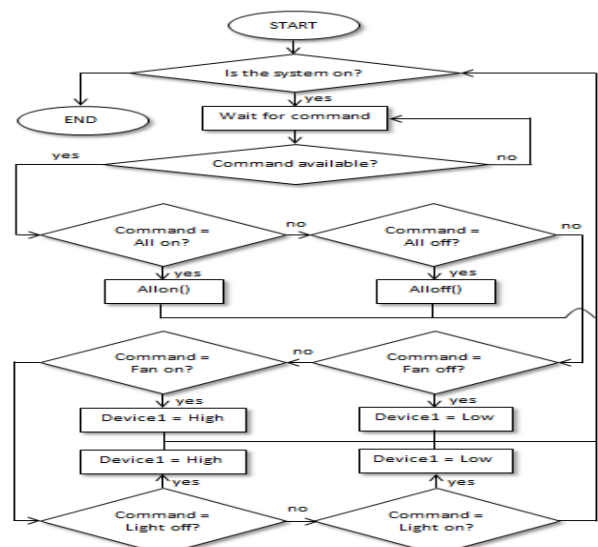 START
Is the system on?
yes
END
Wait for command
yes
Command available?
no
Command =
All on?
no
Command =
All off?
no
yes
yes
Allon()
Alloff()
Command =
Fan on?
no
Command =
Fan off?
yes
yes
Device1 = High
Device1 = Low
Device1 = High
Device1 = Low
yes
yes
Command =
Light off?
no
Command =
Light on?